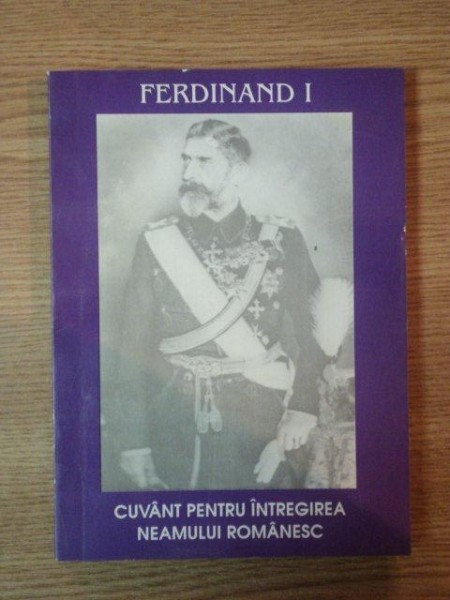 FERDINAND I
CUVÂNT PENTRU ÎNTREGIREA
NEAMULUI ROMÂNESC